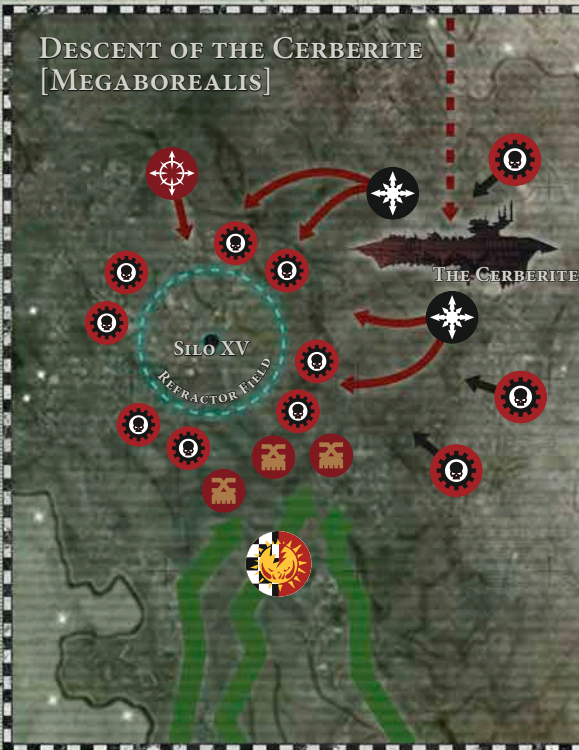 Descent of the Cerberite
[Megaborealis]
The Cerberite
Silo XV
Refractor Field